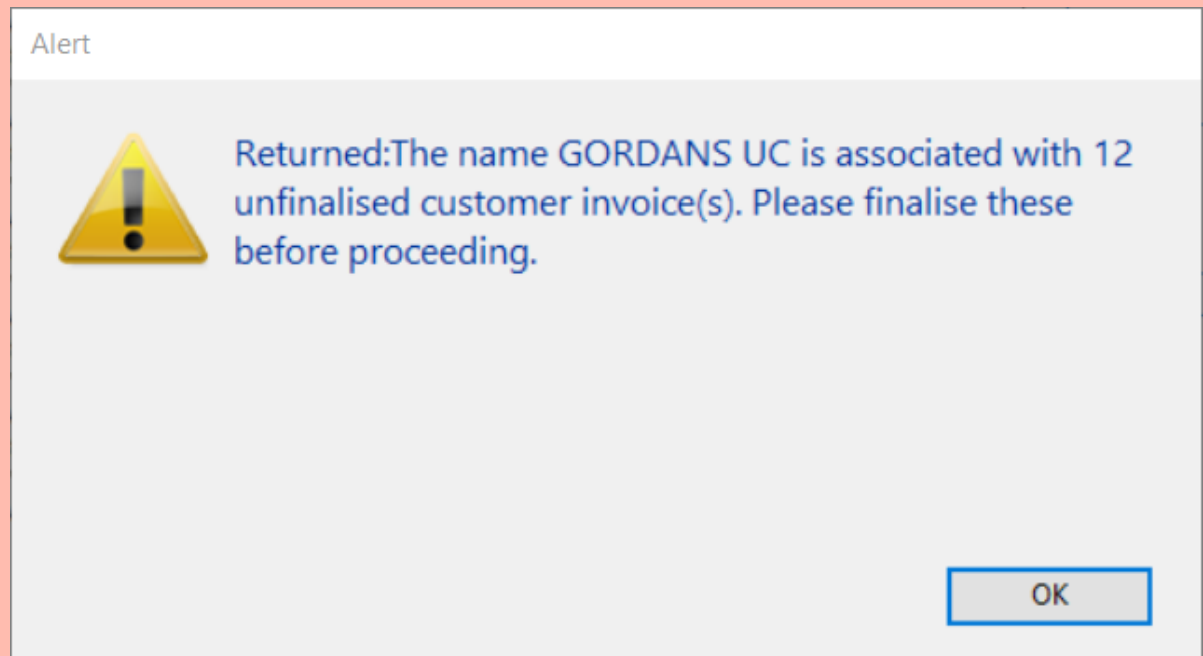 Alert
Returned:The name GORDANS UC is associated with 12
unfinalised customer invoice(s). Please finalise these
before proceeding.
OK